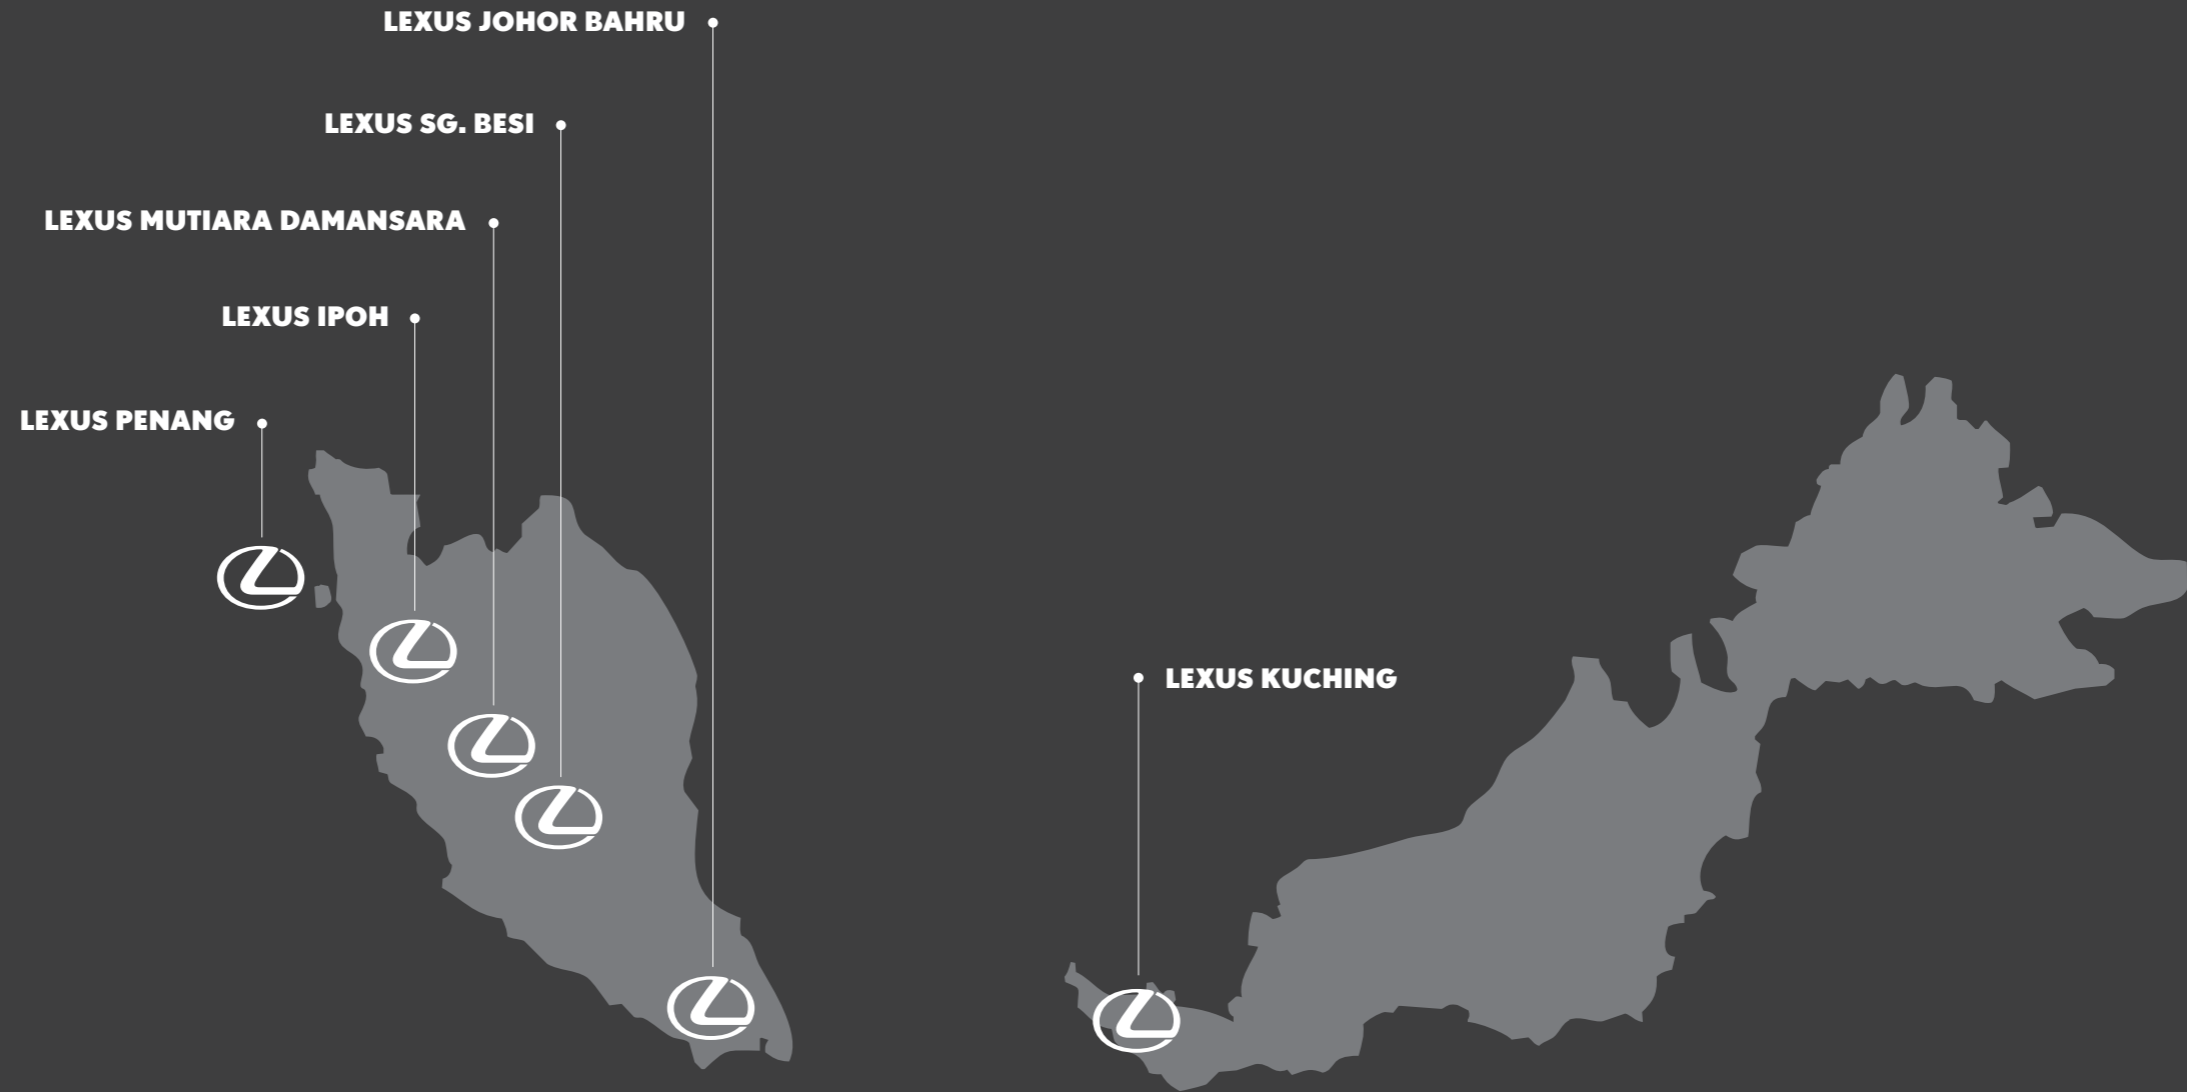 LEXUS JOHOR BAHRU
LEXUS SG. BESI
LEXUS MUTIARA DAMANSARA
LEXUS IPOH
LEXUS PENANG
LEXUS KUCHING